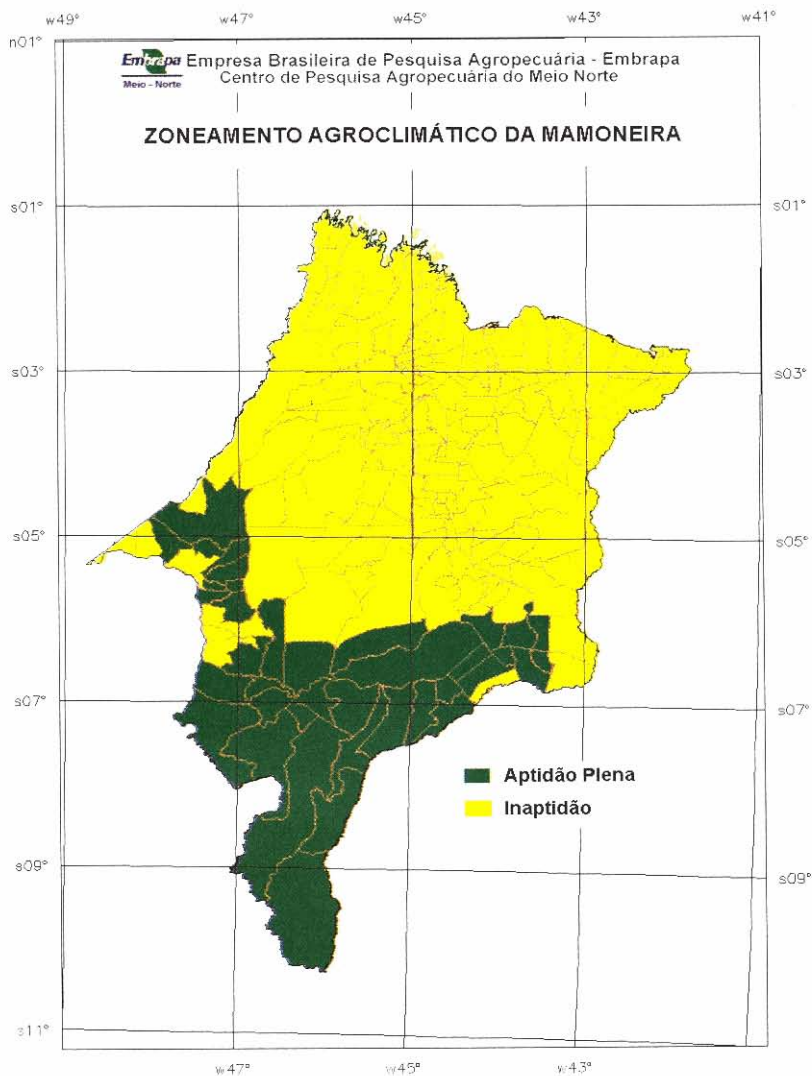 w49° w47° w45° w43° w41°
n01°
Embrapa Empresa Brasileira de Pesquisa Agropecuária - Embrapa
Meio - Norte Centro de Pesquisa Agropecuária do Meio Norte
ZONEAMENTO AGROCLIMÁTICO DA MAMONEIRA
s01° s01°
s03° s03°
s05° s05°
s07° s07°
Aptidão Plena
Inaptidão
s09° s09°
s11°
w47° w45° w43°